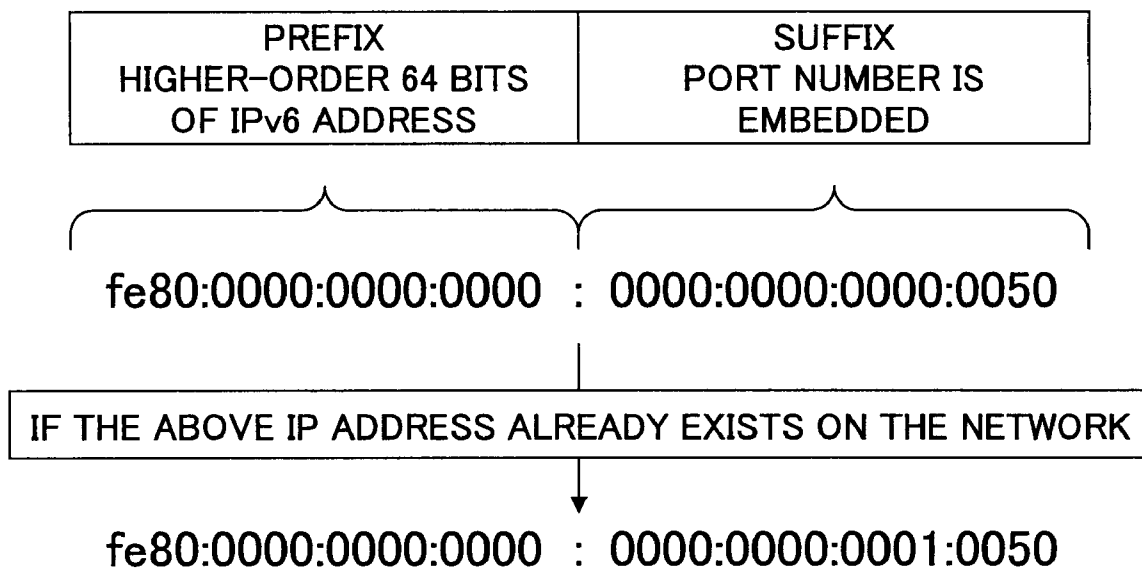 PREFIX
HIGHER-ORDER 64 BITS
OF IPv6 ADDRESS
SUFFIX
PORT NUMBER IS
EMBEDDED
fe80:0000:0000:0000 : 0000:0000:0000:0050
IF THE ABOVE IP ADDRESS ALREADY EXISTS ON THE NETWORK
fe80:0000:0000:0000 : 0000:0000:0001:0050